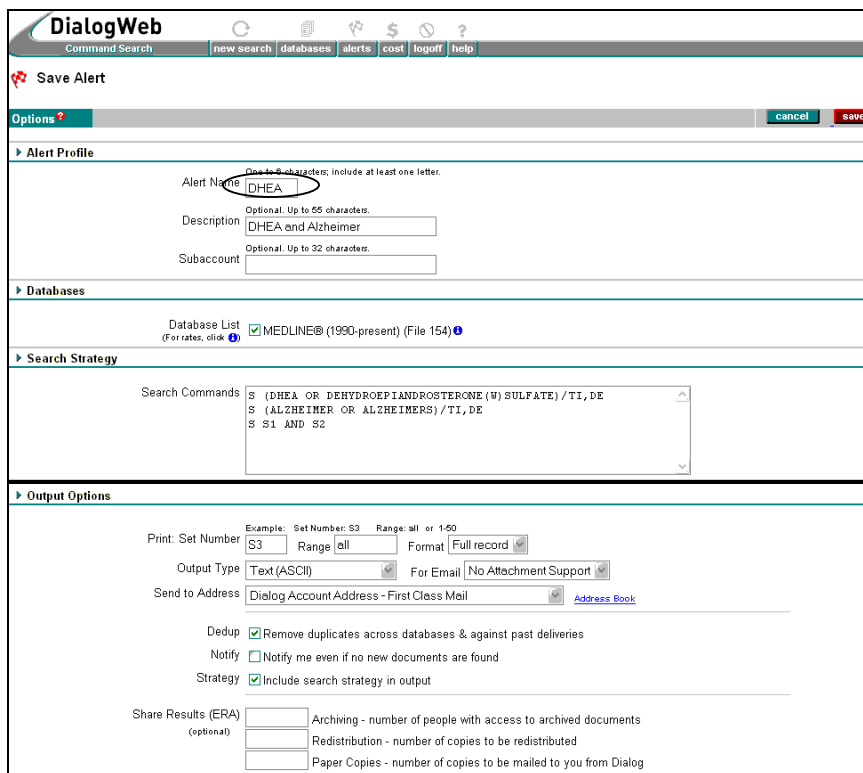 DialogWeb
Command Search
new search databases alerts cost logoff help
Save Alert
Options? cancel save
Alert Profile
One to 6 characters; include at least one letter.
Alert Name DHEA
Optional. Up to 55 characters.
Description DHEA and Alzheimer
Optional. Up to 32 characters.
Subaccount
Databases
Database List MEDLINE® (1990-present) (File 154)
(For rates, click )
Search Strategy
Search Commands S (DHEA OR DEHYDROEPIANDROSTERONE(W)SULFATE)/TI,DE
S (ALZHEIMER OR ALZHEIMERS)/TI,DE
S S1 AND S2
Output Options
Example: Set Number: S3 Range: all or 1-50
Print: Set Number S3 Range all Format Full record
Output Type Text (ASCII) For Email No Attachment Support
Send to Address Dialog Account Address - First Class Mail Address Book
Dedup Remove duplicates across databases & against past deliveries
Notify Notify me even if no new documents are found
Strategy Include search strategy in output
Share Results (ERA) Archiving - number of people with access to archived documents
(optional) Redistribution - number of copies to be redistributed
Paper Copies - number of copies to be mailed to you from Dialog